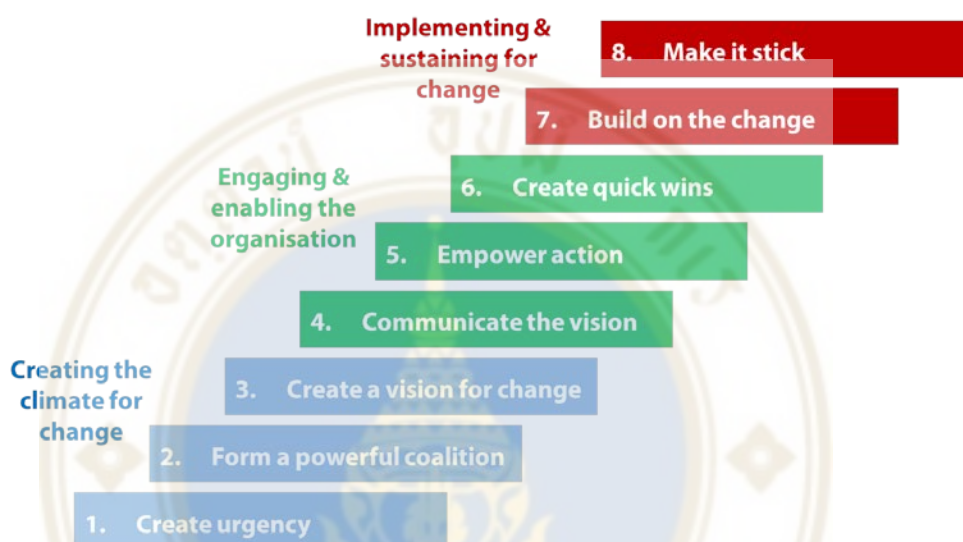 Implementing &
sustaining for
change
8. Make it stick
7. Build on the change
Engaging &
enabling the
organisation
6. Create quick wins
5. Empower action
4. Communicate the vision
Creating the
climate for
change
3. Create a vision for change
2. Form a powerful coalition
1. Create urgency